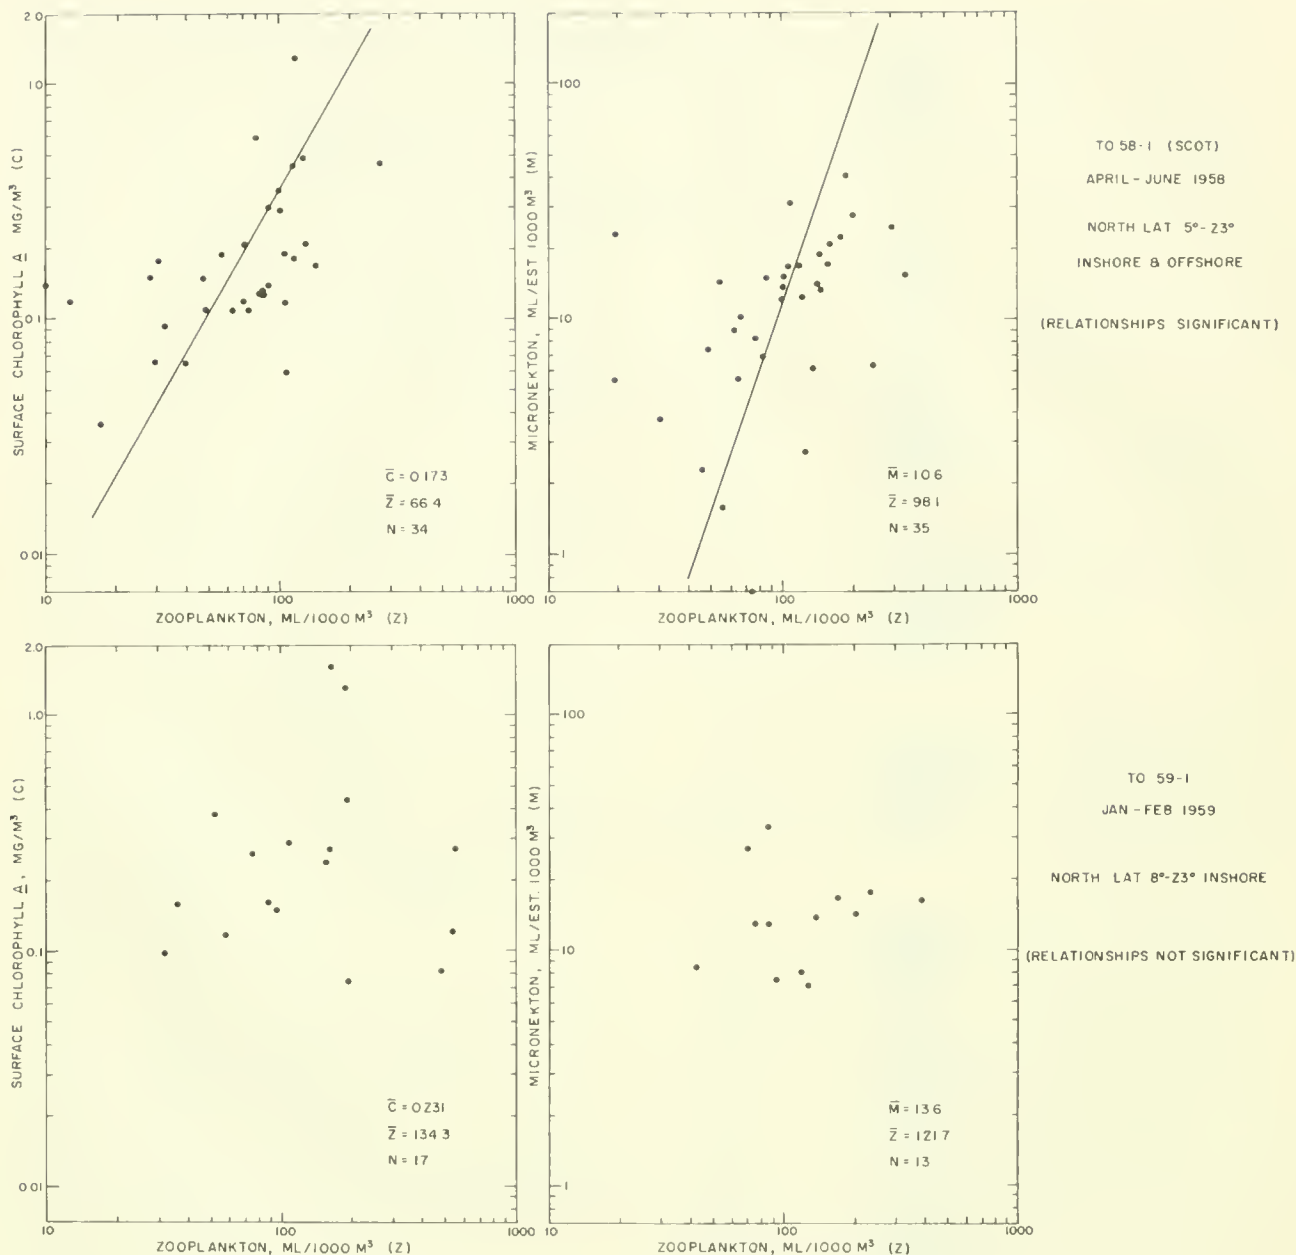 2.0
1.0
0.1
0.01
SURFACE CHLOROPHYLL A MG/M³ (C)
C̄ = 0.173
Z̄ = 66.4
N = 34
10
100
1000
ZOOPLANKTON, ML/1000 M³ (Z)
100
10
1
MICRONEKTON, ML/EST 1000 M³ (M)
M̄ = 10.6
Z̄ = 98.1
N = 35
10
100
1000
ZOOPLANKTON, ML/1000 M³ (Z)
TO 58-1 (SCOT)
APRIL - JUNE 1958
NORTH LAT 5°-23°
INSHORE & OFFSHORE
(RELATIONSHIPS SIGNIFICANT)
2.0
1.0
0.1
0.01
SURFACE CHLOROPHYLL A, MG/M³ (C)
C̄ = 0.231
Z̄ = 134.3
N = 17
10
100
1000
ZOOPLANKTON, ML/1000 M³ (Z)
100
10
1
MICRONEKTON, ML/EST. 1000 M³ (M)
M̄ = 13.6
Z̄ = 121.7
N = 13
10
100
1000
ZOOPLANKTON, ML/1000 M³ (Z)
TO 59-1
JAN - FEB 1959
NORTH LAT 8°-23° INSHORE
(RELATIONSHIPS NOT SIGNIFICANT)